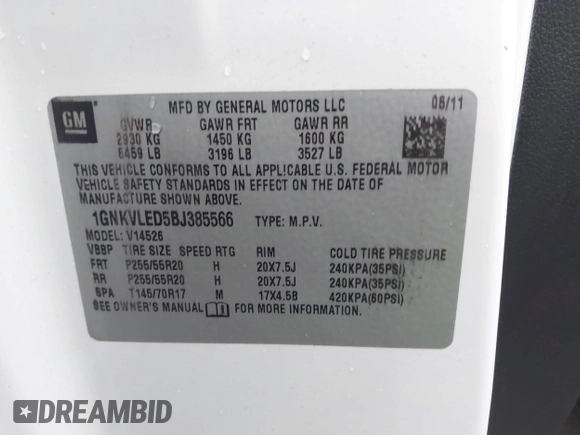 GM
MFD BY GENERAL MOTORS LLC 05/11
GVWR GAWR FRT GAWR RR
2930 KG 1450 KG 1600 KG
6459 LB 3196 LB 3527 LB
THIS VEHICLE CONFORMS TO ALL APPLICABLE U.S. FEDERAL MOTOR
VEHICLE SAFETY STANDARDS IN EFFECT ON THE DATE OF
MANUFACTURE SHOWN ABOVE.
1GNKVLED5BJ385566 TYPE: M.P.V.
MODEL: V14526
VBBP TIRE SIZE SPEED RTG RIM COLD TIRE PRESSURE
FRT P255/55R20 H 20X7.5J 240KPA(35PSI)
RR P255/55R20 H 20X7.5J 240KPA(35PSI)
SPA T145/70R17 M 17X4.5B 420KPA(60PSI)
SEE OWNER'S MANUAL FOR MORE INFORMATION.
DREAMBID